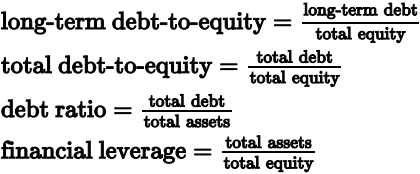 long-term debt-to-equity = long-term debt / total equity
total debt-to-equity = total debt / total equity
debt ratio = total debt / total assets
financial leverage = total assets / total equity